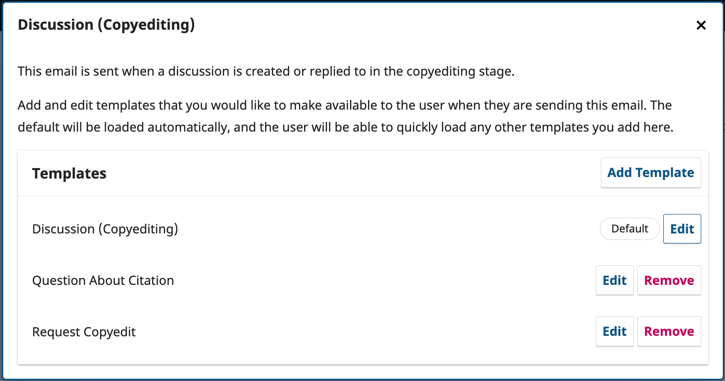 Discussion (Copyediting)
This email is sent when a discussion is created or replied to in the copyediting stage.
Add and edit templates that you would like to make available to the user when they are sending this email. The
default will be loaded automatically, and the user will be able to quickly load any other templates you add here.
Templates Add Template
Discussion (Copyediting) Default Edit
Question About Citation Edit Remove
Request Copyedit Edit Remove